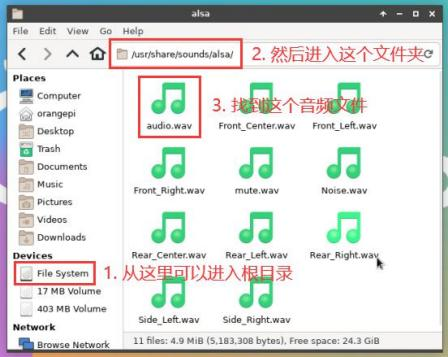 alsa
File Edit View Go Help
/usr/share/sounds/alsa/
2. 然后进入这个文件夹
Places
Computer
orangepi
Desktop
Trash
Documents
Music
Pictures
Videos
Downloads
Devices
File System
17 MB Volume
403 MB Volume
Network
Browse Network
3. 找到这个音频文件
audio.wav Front_Center.wav Front_Left.wav
Front_Right.wav mute.wav Noise.wav
Rear_Center.wav Rear_Left.wav Rear_Right.wav
1. 从这里可以进入根目录
Side_Left.wav Side_Right.wav
11 files: 4.9 MiB (5,183,308 bytes), Free space: 24.3 GiB